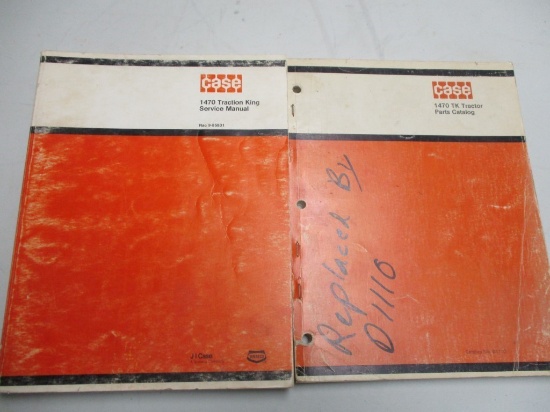 case
1470 Traction King
Service Manual
J I Case
case
1470 TK Tractor
Parts Catalog
Replaced By
D1110